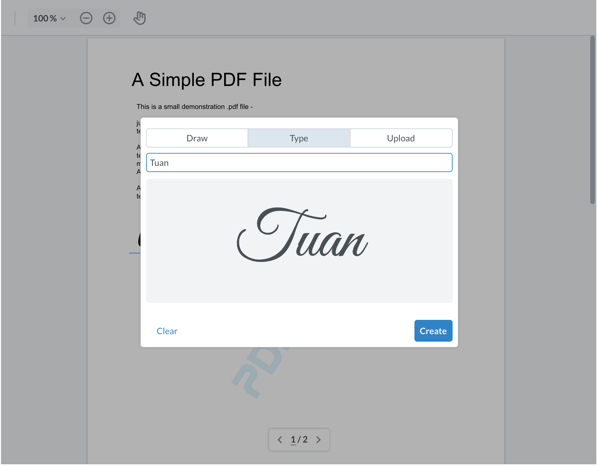 100 %
A Simple PDF File
This is a small demonstration .pdf file -
Draw Type Upload
Tuan
Tuan
Clear Create
PDF
1 / 2